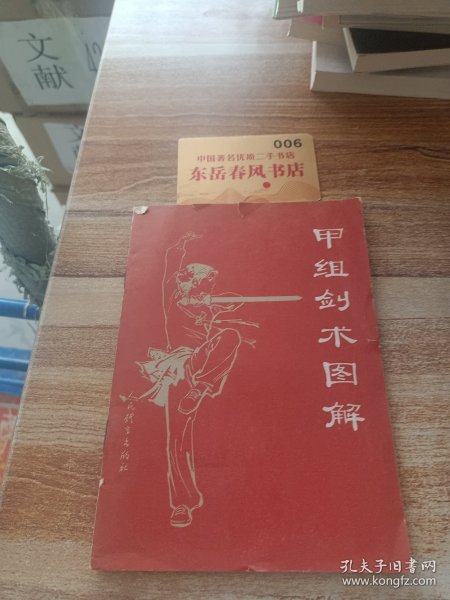 文献
006
中国著名优质二手书店
东岳春风书店
甲组剑术图解
人民体育出版社
孔夫子旧书网
www.kongfz.com